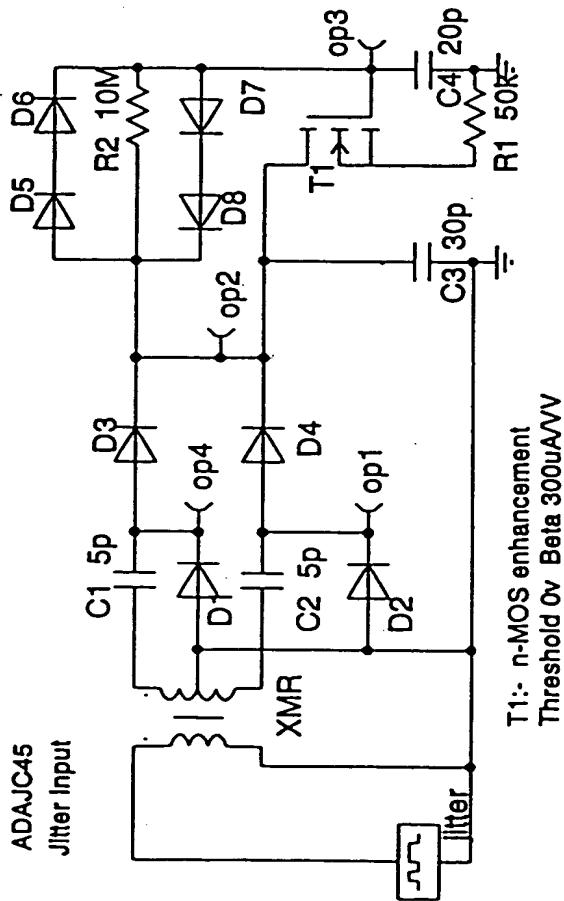 ADAJC45
Jitter Input
D6
D5
R2 10M
D7
D8
op3
20p
C4
R1 50k
T1
30p
C3
op2
D3
D4
op4
op1
5p
C1
D1
5p
C2
D2
XMR
jitter
T1:- n-MOS enhancement
Threshold 0v Beta 300uA/VV